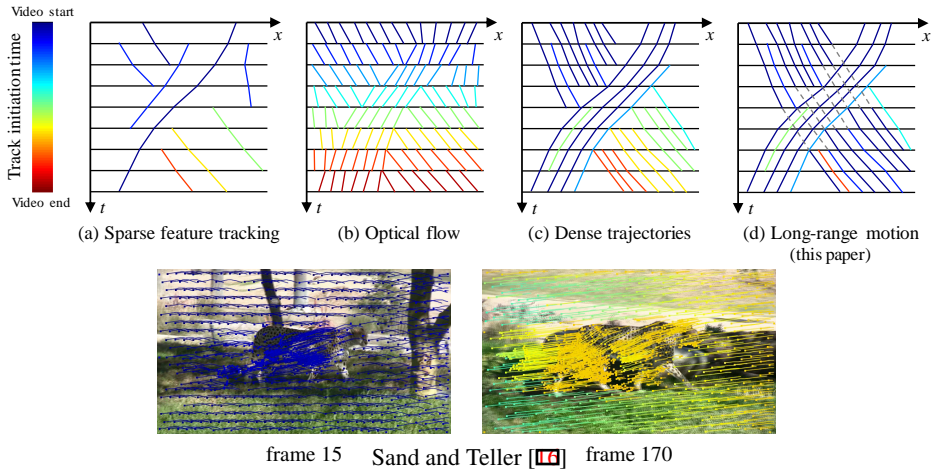 Video start
Track initiation time
Video end
x
x
x
x
t
t
t
t
(a) Sparse feature tracking
(b) Optical flow
(c) Dense trajectories
(d) Long-range motion
(this paper)
frame 15
Sand and Teller [16]
frame 170